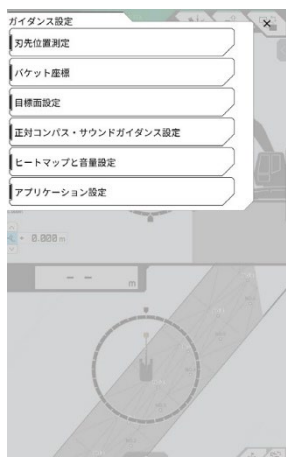 ガイダンス設定
刃先位置測定
バケット座標
目標面設定
正対コンパス・サウンドガイダンス設定
ヒートマップと音量設定
アプリケーション設定
0.008 m
-- m